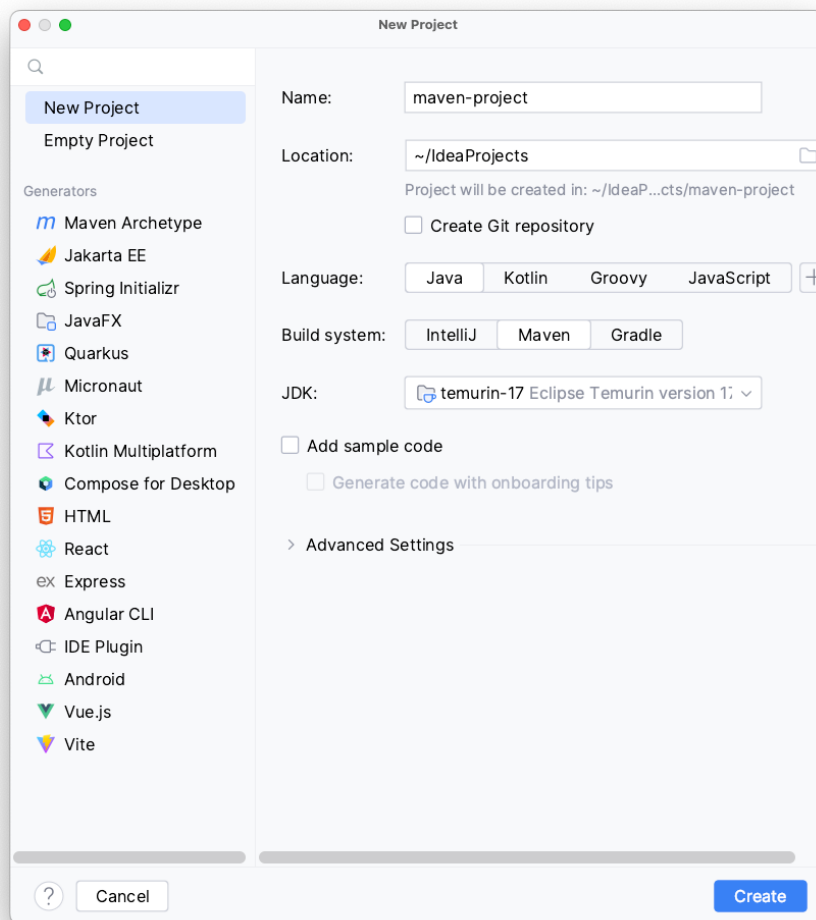 New Project
New Project
Empty Project
Generators
Maven Archetype
Jakarta EE
Spring Initializr
JavaFX
Quarkus
Micronaut
Ktor
Kotlin Multiplatform
Compose for Desktop
HTML
React
ex Express
Angular CLI
IDE Plugin
Android
Vue.js
Vite
Name: maven-project
Location: ~/IdeaProjects
Project will be created in: ~/IdeaP...cts/maven-project
Create Git repository
Language: Java Kotlin Groovy JavaScript +
Build system: IntelliJ Maven Gradle
JDK: temurin-17 Eclipse Temurin version 17
Add sample code
Generate code with onboarding tips
Advanced Settings
? Cancel Create